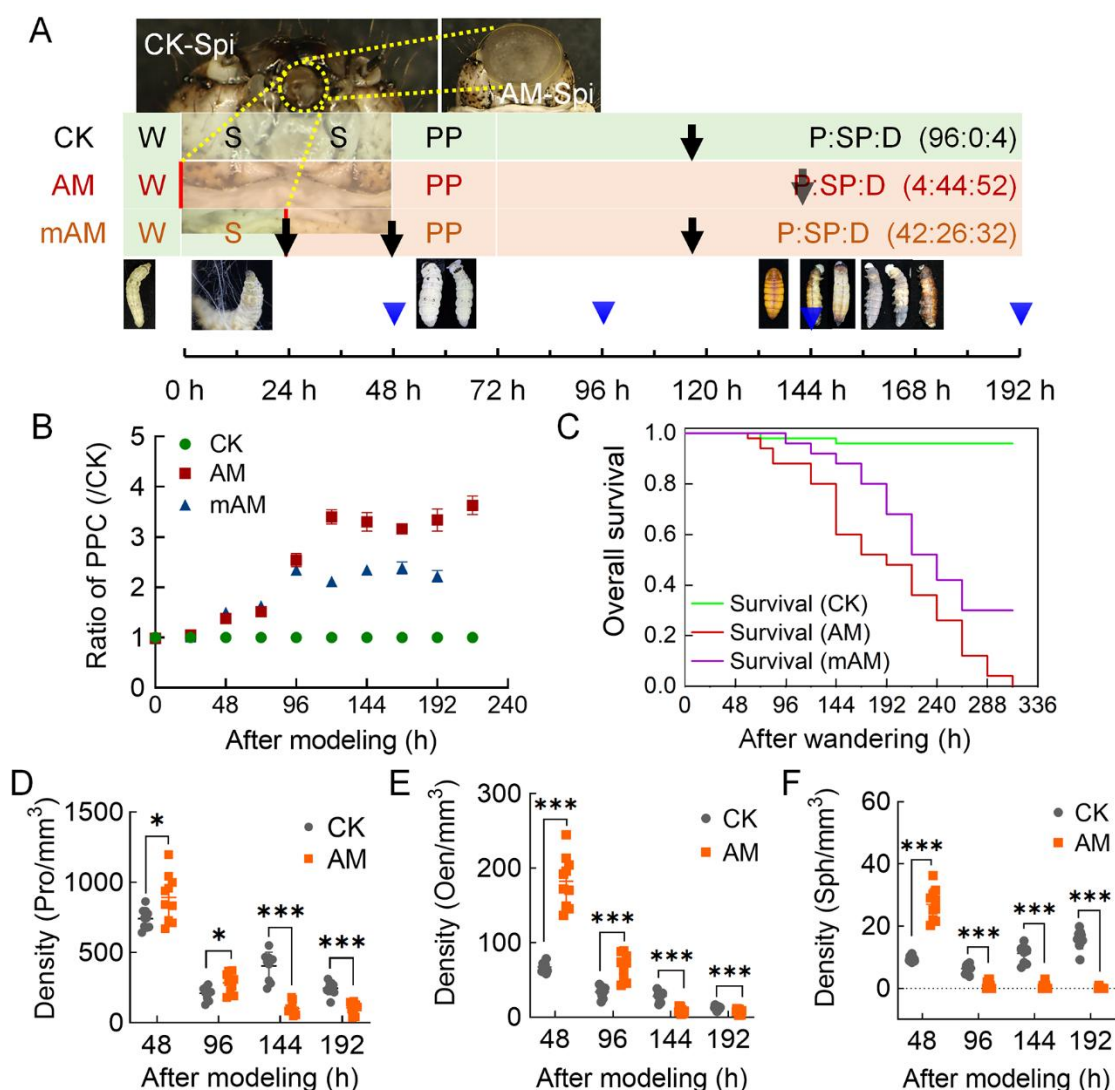 A
CK-Spi
AM-Spi
CK W S S PP P:SP:D (96:0:4)
AM W PP P:SP:D (4:44:52)
mAM W S PP P:SP:D (42:26:32)
0 h 24 h 48 h 72 h 96 h 120 h 144 h 168 h 192 h
B
CK
AM
mAM
Ratio of PPC (/CK)
5
4
3
2
1
0
0 48 96 144 192 240
After modeling (h)
C
Overall survival
1.0
0.8
0.6
0.4
0.2
0.0
Survival (CK)
Survival (AM)
Survival (mAM)
0 48 96 144 192 240 288 336
After wandering (h)
D
Density (Pro/mm³)
1500
1000
500
0
CK
AM
* * *** ***
48 96 144 192
After modeling (h)
E
Density (Oen/mm³)
300
200
100
0
CK
AM
*** *** *** ***
48 96 144 192
After modeling (h)
F
Density (Sph/mm³)
60
40
20
0
CK
AM
*** *** *** ***
48 96 144 192
After modeling (h)